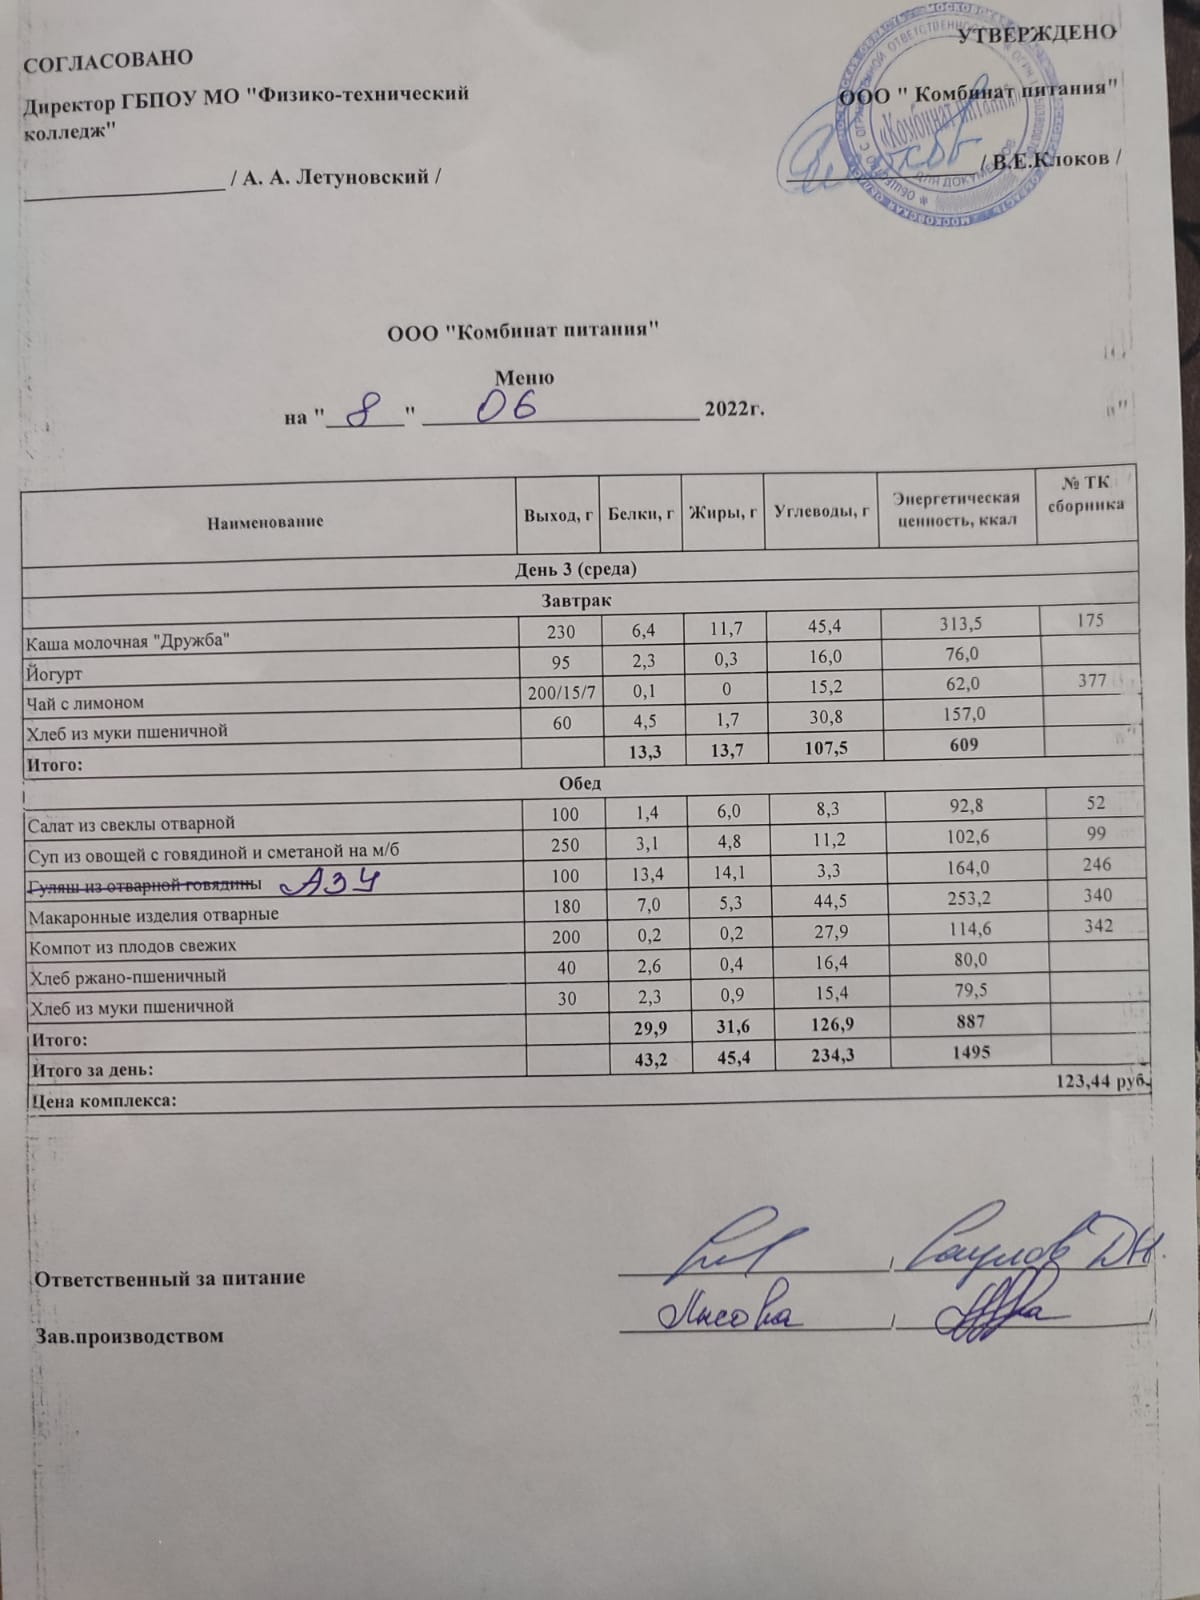 СОГЛАСОВАНО
УТВЕРЖДЕНО
Директор ГБПОУ МО "Физико-технический
колледж"
ООО " Комбинат питания"
/ А. А. Летуновский /
/ В.Е.Клоков /
«Комбинат питания»
ДЛЯ ДОКУМЕНТОВ
ООО "Комбинат питания"
Меню
на " 8 " 06 2022г.
Наименование Выход, г Белки, г Жиры, г Углеводы, г Энергетическая ценность, ккал № ТК сборника
День 3 (среда)
Завтрак
Каша молочная "Дружба" 230 6,4 11,7 45,4 313,5 175
Йогурт 95 2,3 0,3 16,0 76,0
Чай с лимоном 200/15/7 0,1 0 15,2 62,0 377
Хлеб из муки пшеничной 60 4,5 1,7 30,8 157,0
Итого: 13,3 13,7 107,5 609
Обед
Салат из свеклы отварной 100 1,4 6,0 8,3 92,8 52
Суп из овощей с говядиной и сметаной на м/б 250 3,1 4,8 11,2 102,6 99
Гуляш из отварной говядины АЗУ 100 13,4 14,1 3,3 164,0 246
Макаронные изделия отварные 180 7,0 5,3 44,5 253,2 340
Компот из плодов свежих 200 0,2 0,2 27,9 114,6 342
Хлеб ржано-пшеничный 40 2,6 0,4 16,4 80,0
Хлеб из муки пшеничной 30 2,3 0,9 15,4 79,5
Итого: 29,9 31,6 126,9 887
Итого за день: 43,2 45,4 234,3 1495
Цена комплекса: 123,44 руб.
Ответственный за питание
Зав.производством Лысова